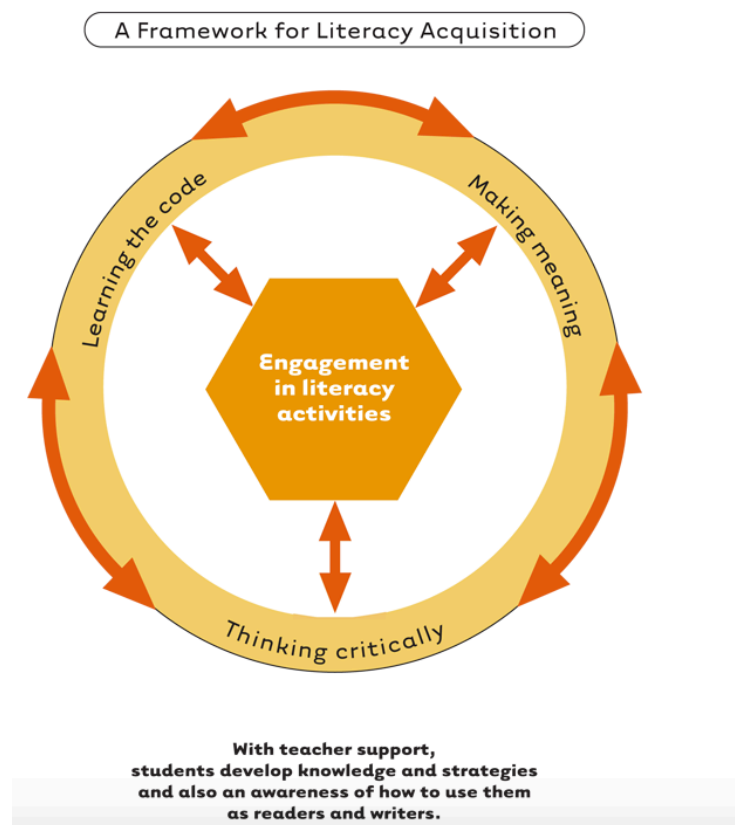 A Framework for Literacy Acquisition
Learning the code
Making meaning
Engagement
in literacy
activities
Thinking critically
With teacher support,
students develop knowledge and strategies
and also an awareness of how to use them
as readers and writers.